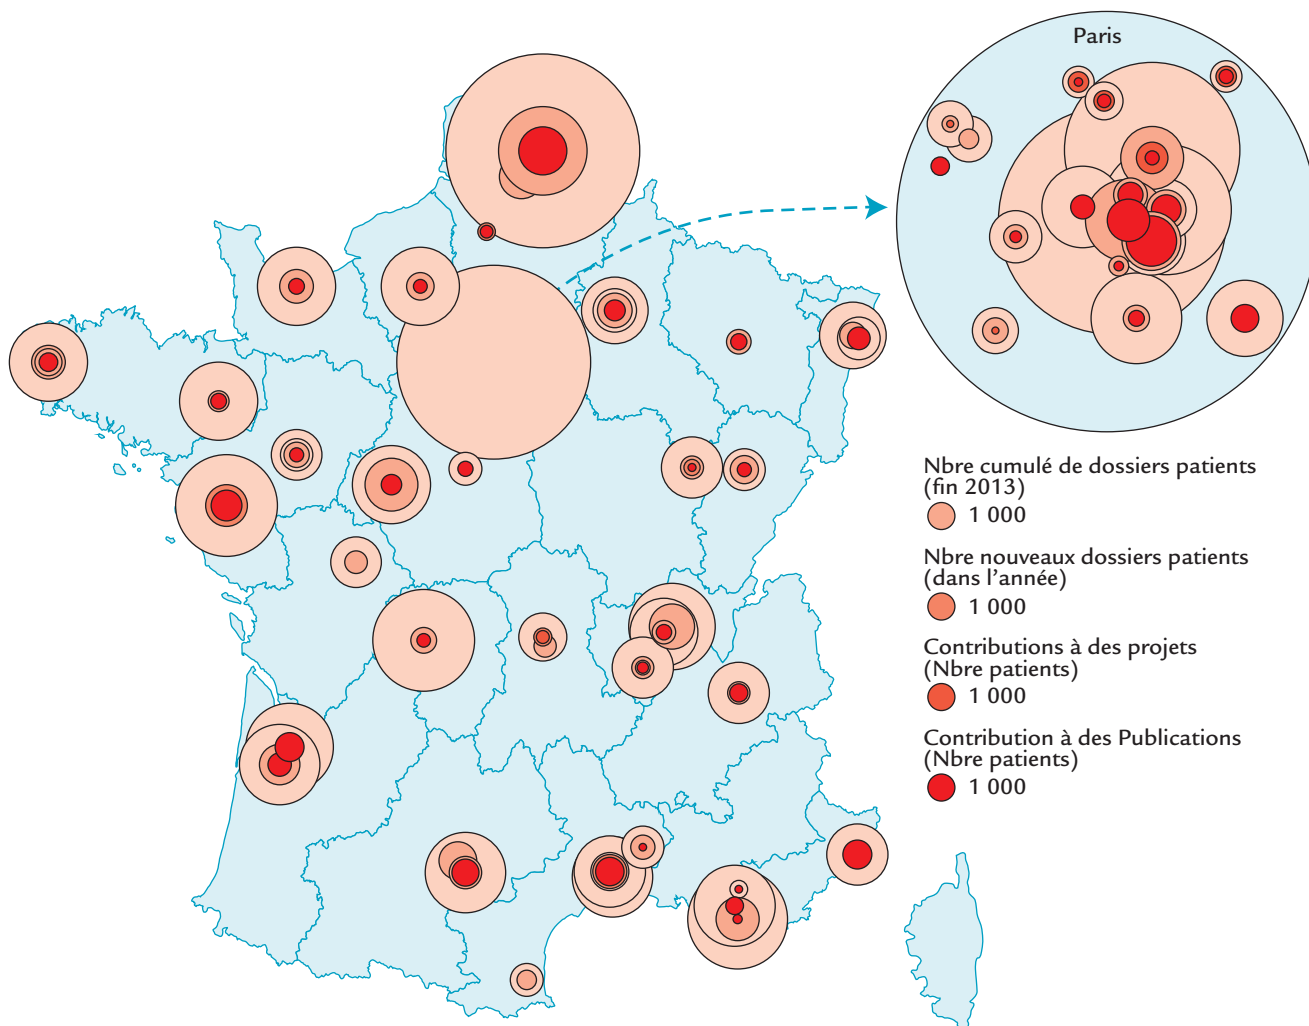 Paris
Nbre cumulé de dossiers patients
(fin 2013)
1 000
Nbre nouveaux dossiers patients
(dans l'année)
1 000
Contributions à des projets
(Nbre patients)
1 000
Contribution à des Publications
(Nbre patients)
1 000